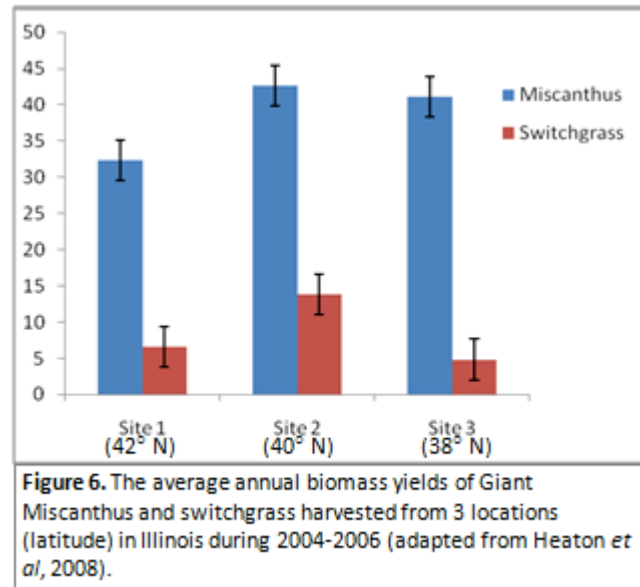 50
45
40
35
30
25
20
15
10
5
0
Miscanthus
Switchgrass
Site 1 Site 2 Site 3
(42° N) (40° N) (38° N)
Figure 6. The average annual biomass yields of Giant
Miscanthus and switchgrass harvested from 3 locations
(latitude) in Illinois during 2004-2006 (adapted from Heaton et
al, 2008).